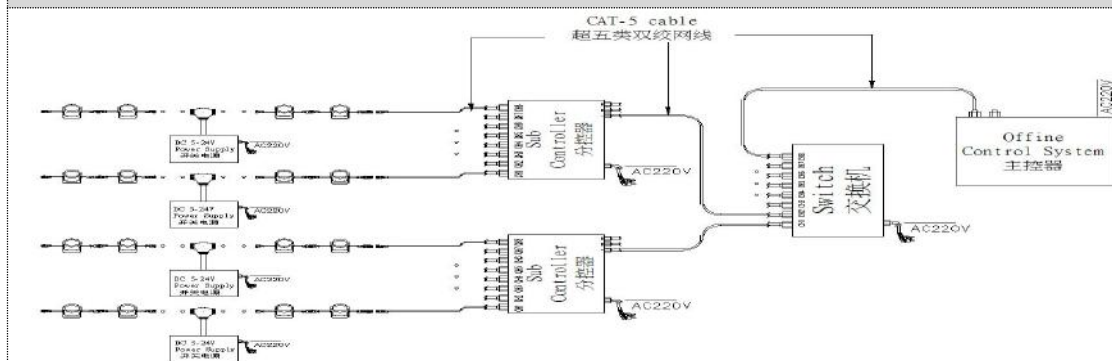 CAT-5 cable
超五类双绞网线
AC220V
Offine
Control System
主控器
Sub
Controller
分控器
AC220V
Switch
交换机
AC220V
DC 5-24V
Power Supply
开关电源
AC220V
DC 5-24V
Power Supply
开关电源
AC220V
Sub
Controller
分控器
AC220V
DC 5-24V
Power Supply
开关电源
AC220V
DC 5-24V
Power Supply
开关电源
AC220V